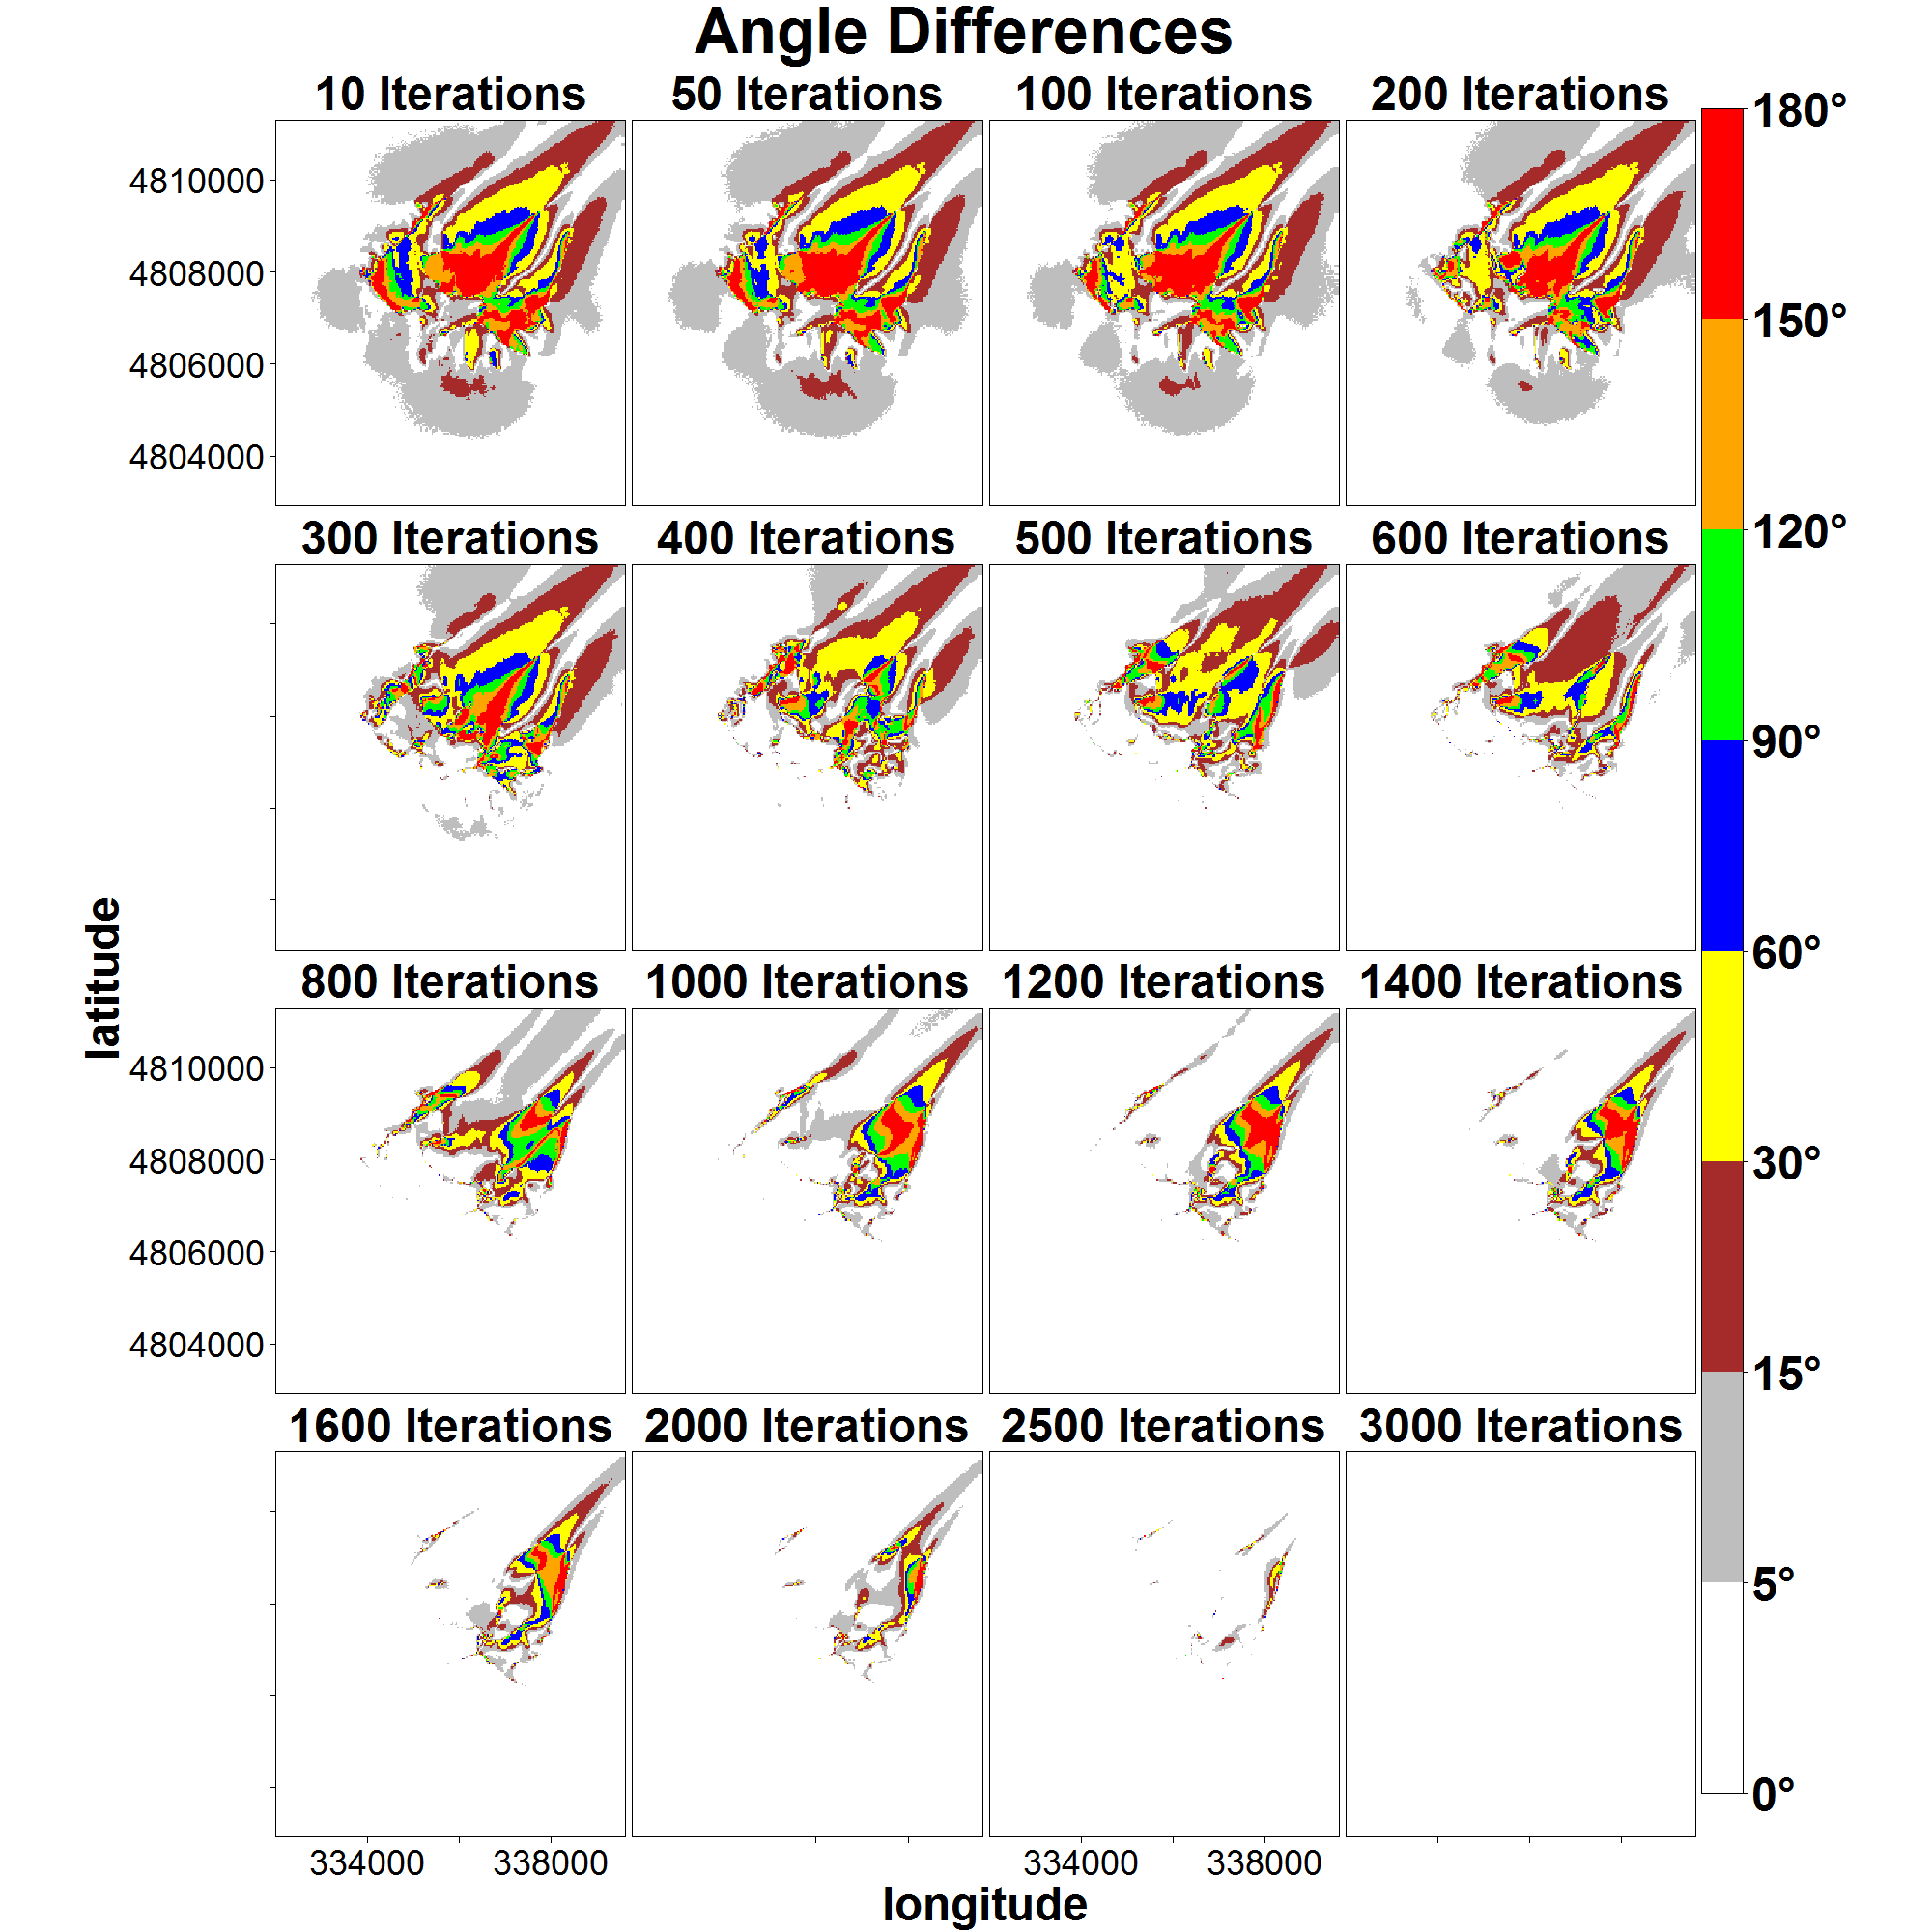 Angle Differences
10 Iterations
50 Iterations
100 Iterations
200 Iterations
180°
150°
120°
90°
60°
30°
15°
5°
0°
4810000
4808000
4806000
4804000
300 Iterations
400 Iterations
500 Iterations
600 Iterations
latitude
800 Iterations
1000 Iterations
1200 Iterations
1400 Iterations
4810000
4808000
4806000
4804000
1600 Iterations
2000 Iterations
2500 Iterations
3000 Iterations
334000
338000
334000
338000
longitude